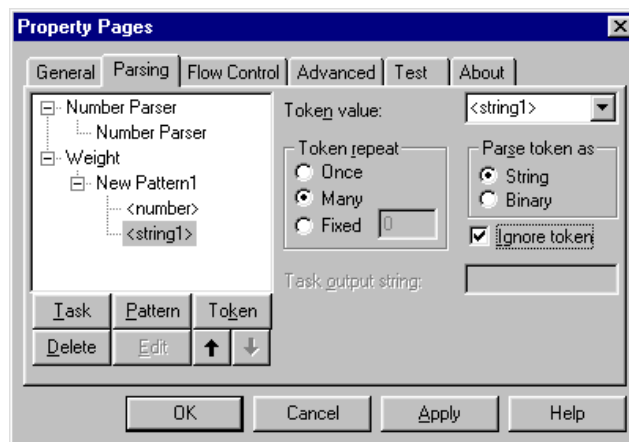 Property Pages
General Parsing Flow Control Advanced Test About
Number Parser
Number Parser
Weight
New Pattern1
<number>
<string1>
Task Pattern Token
Delete Edit
Token value: <string1>
Token repeat
Once
Many
Fixed 0
Parse token as
String
Binary
Ignore token
Task output string:
OK Cancel Apply Help